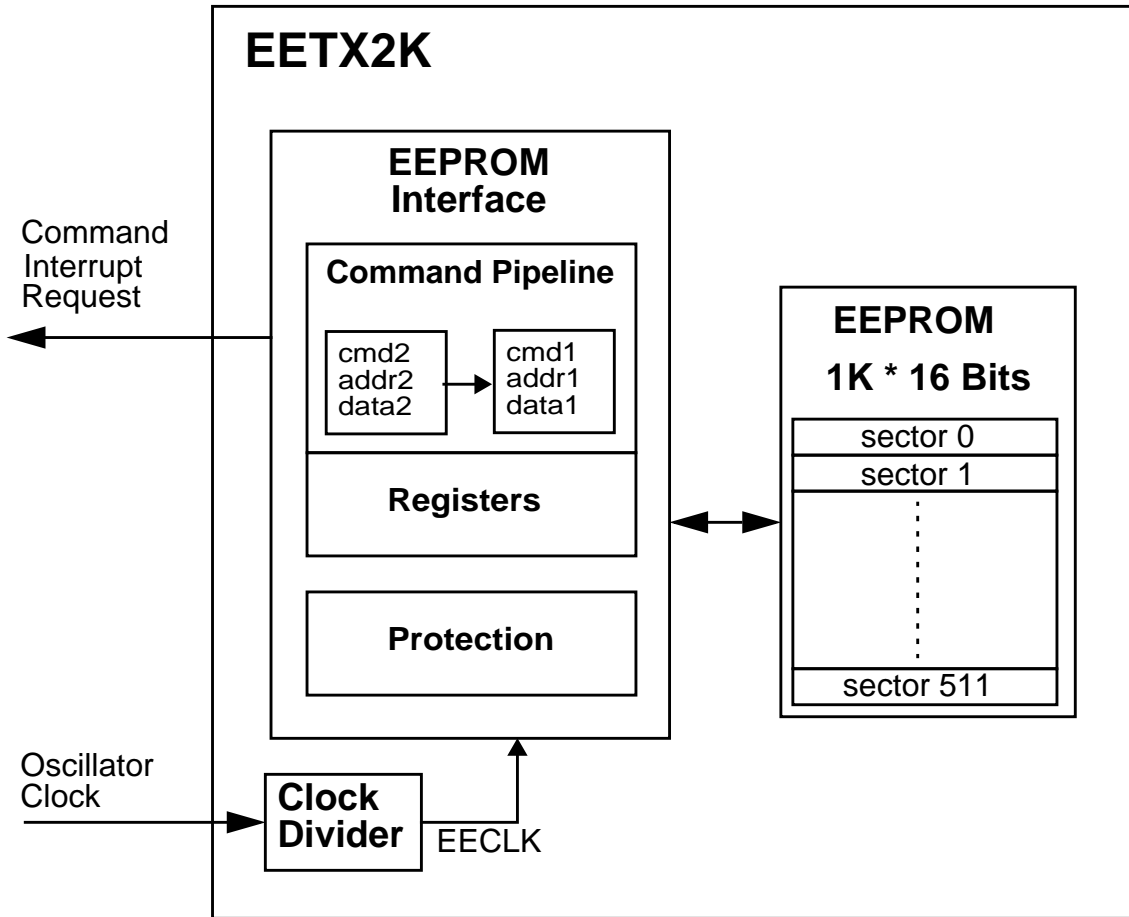 EETX2K
EEPROM
Interface
Command
Interrupt
Request
Command Pipeline
cmd2
addr2
data2
cmd1
addr1
data1
Registers
Protection
EEPROM
1K * 16 Bits
sector 0
sector 1
sector 511
Oscillator
Clock
Clock
Divider
EECLK